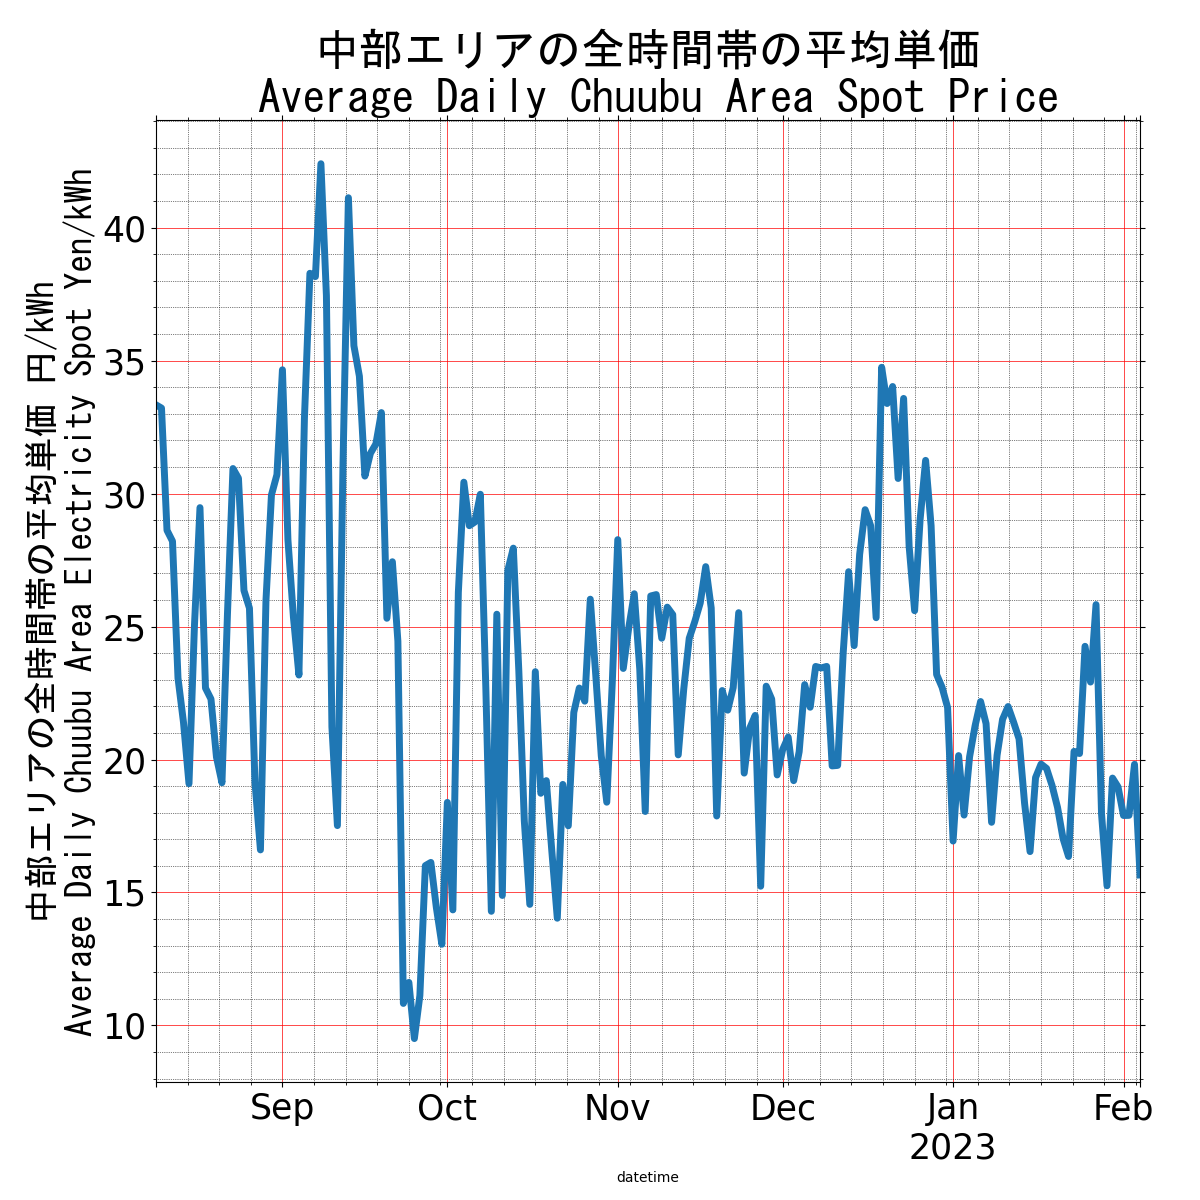 中部エリアの全時間帯の平均単価
Average Daily Chuubu Area Spot Price
中部エリアの全時間帯の平均単価 円/kWh
Average Daily Chuubu Area Electricity Spot Yen/kWh
40
35
30
25
20
15
10
Sep
Oct
Nov
Dec
Jan
2023
Feb
datetime